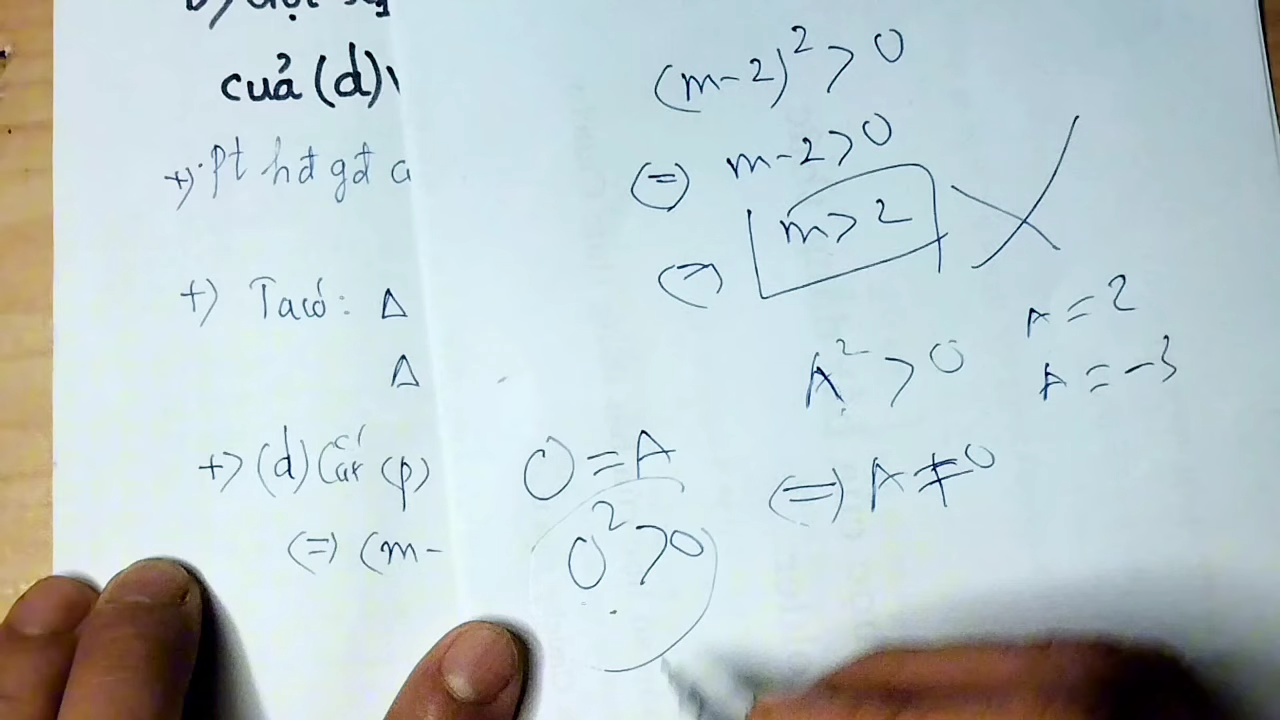 của (d)
+) Pt hđ gđ c
+) Ta có: Δ
Δ
+) (d) cắt (p)
(=) (m-
(m-2)² > 0
(=) m-2 > 0
(=) m > 2
A = 2
A² > 0
A = -3
0 = A
(=) A ≠ 0
0² > 0